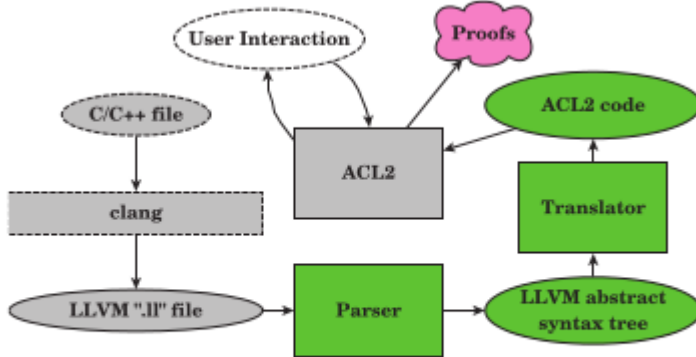 User Interaction
Proofs
C/C++ file
ACL2 code
ACL2
clang
Translator
LLVM ".ll" file
Parser
LLVM abstract
syntax tree